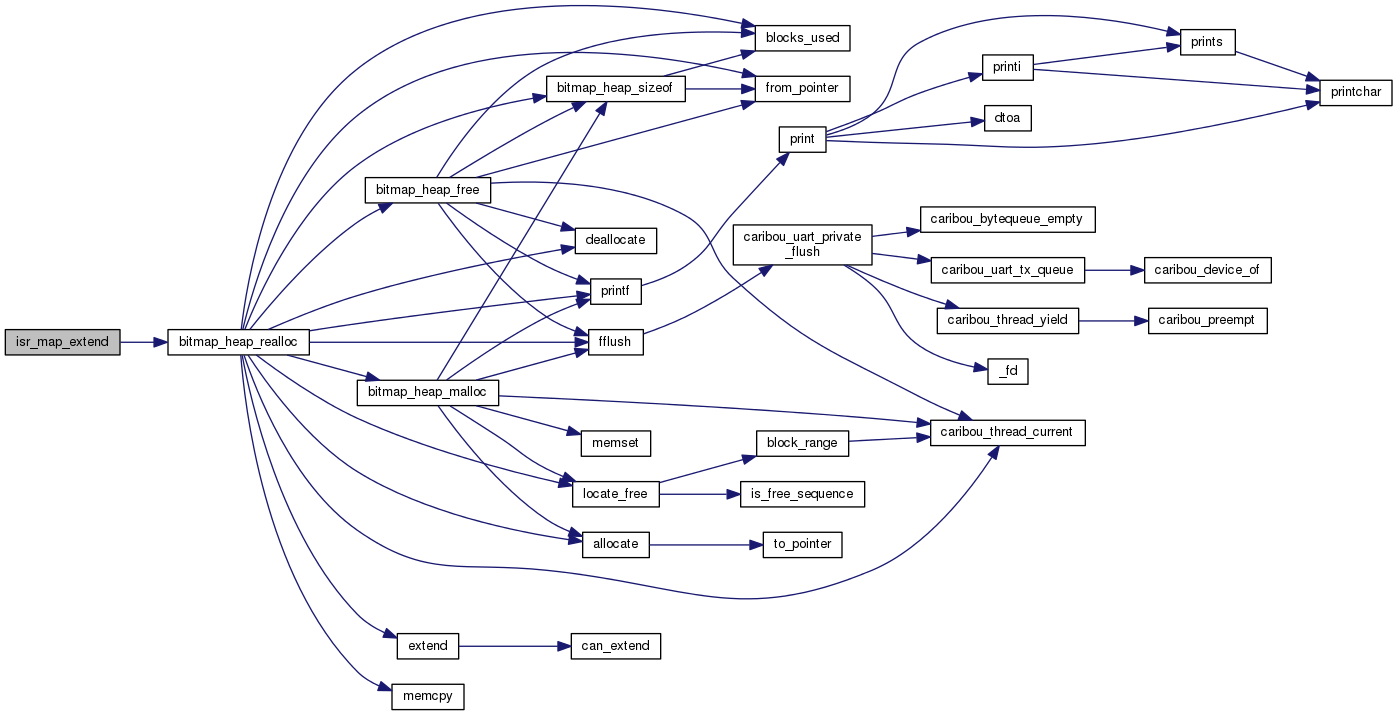 isr_map_extend
bitmap_heap_realloc
blocks_used
bitmap_heap_sizeof
from_pointer
bitmap_heap_free
deallocate
printf
fflush
bitmap_heap_malloc
memset
locate_free
allocate
extend
can_extend
memcpy
print
printi
prints
printchar
dtoa
caribou_uart_private
_flush
caribou_bytequeue_empty
caribou_uart_tx_queue
caribou_device_of
caribou_thread_yield
caribou_preempt
_fd
caribou_thread_current
block_range
is_free_sequence
to_pointer